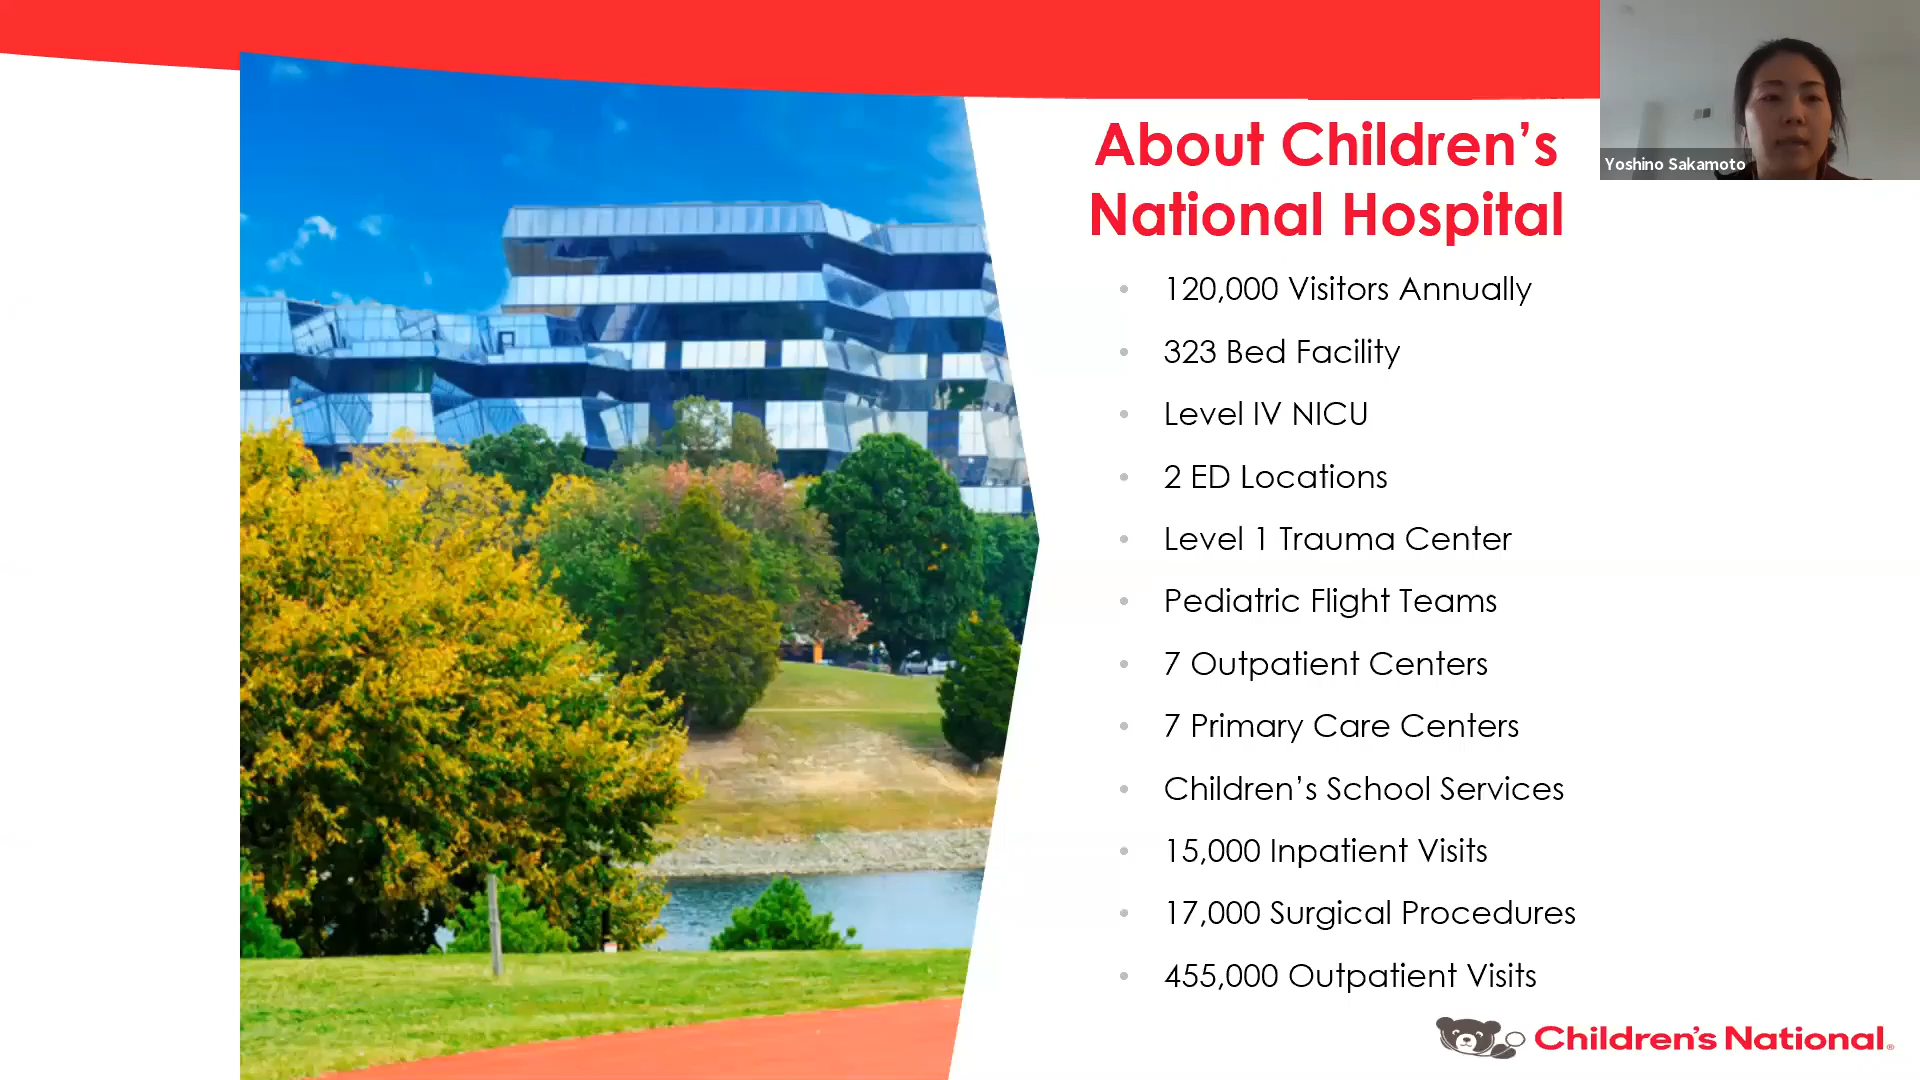 About Children’s
National Hospital
Yoshino Sakamoto
• 120,000 Visitors Annually
• 323 Bed Facility
• Level IV NICU
• 2 ED Locations
• Level 1 Trauma Center
• Pediatric Flight Teams
• 7 Outpatient Centers
• 7 Primary Care Centers
• Children’s School Services
• 15,000 Inpatient Visits
• 17,000 Surgical Procedures
• 455,000 Outpatient Visits
Children’s National®